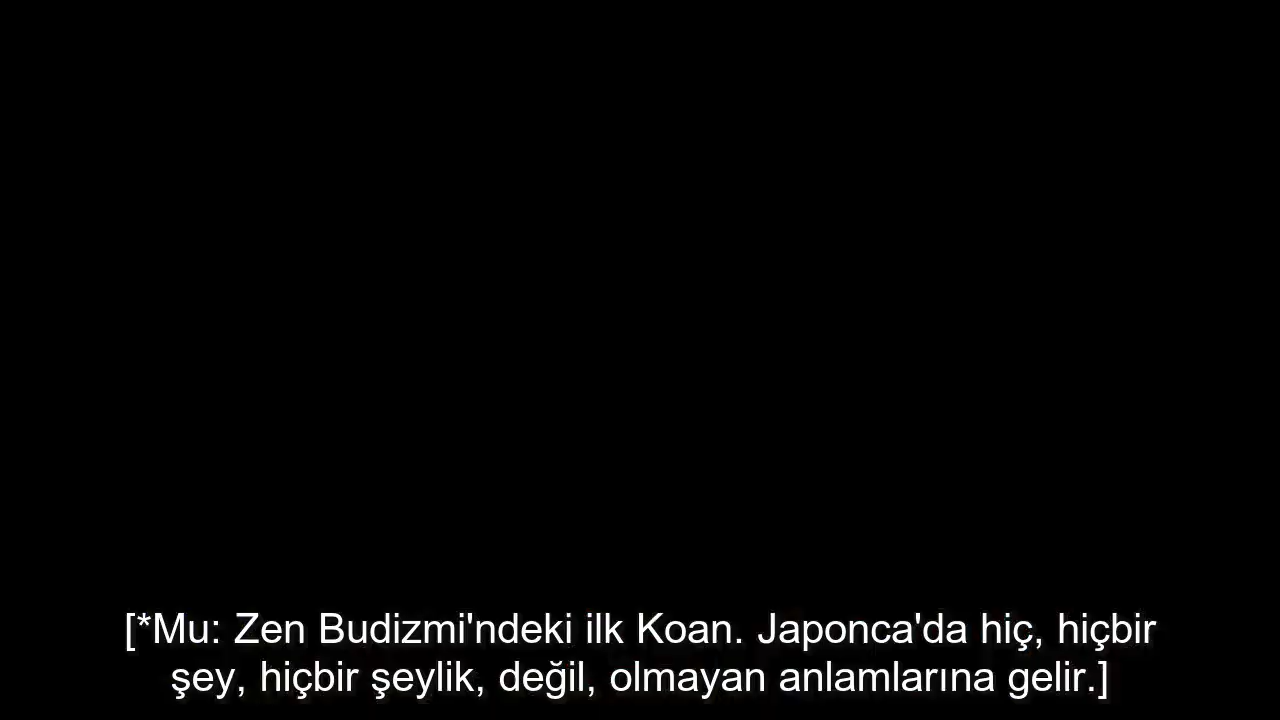 [*Mu: Zen Budizmi'ndeki ilk Koan. Japonca'da hiç, hiçbir
şey, hiçbir şeylik, değil, olmayan anlamlarına gelir.]